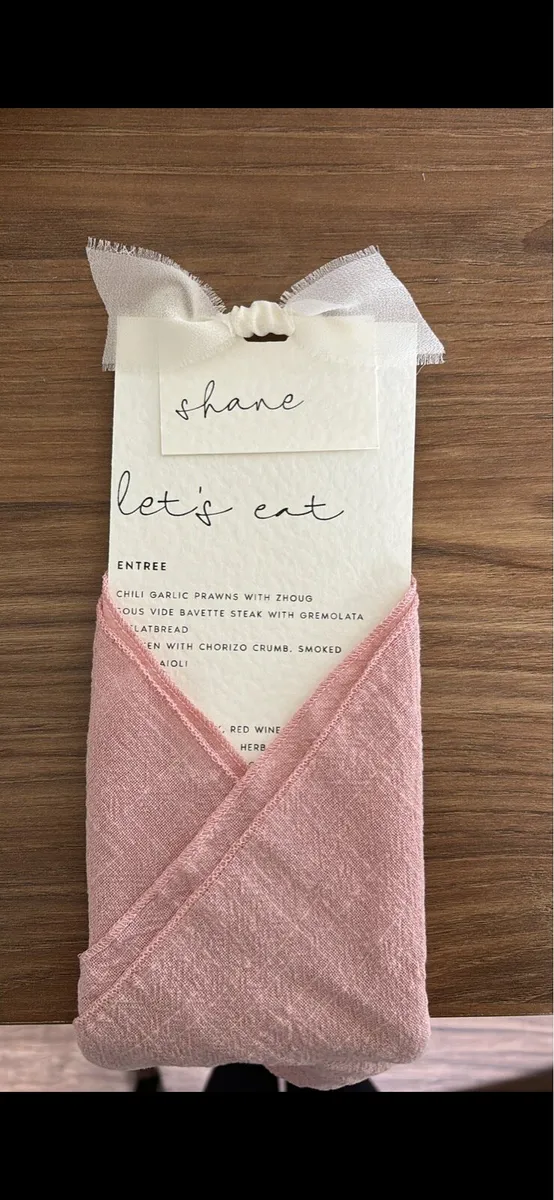 shane
let's eat
ENTREE
CHILI GARLIC PRAWNS WITH ZHOUG
SOUS VIDE BAVETTE STEAK WITH GREMOLATA
FLATBREAD
WITH CHORIZO CRUMB, SMOKED
AIOLI
, RED WINE
HERB